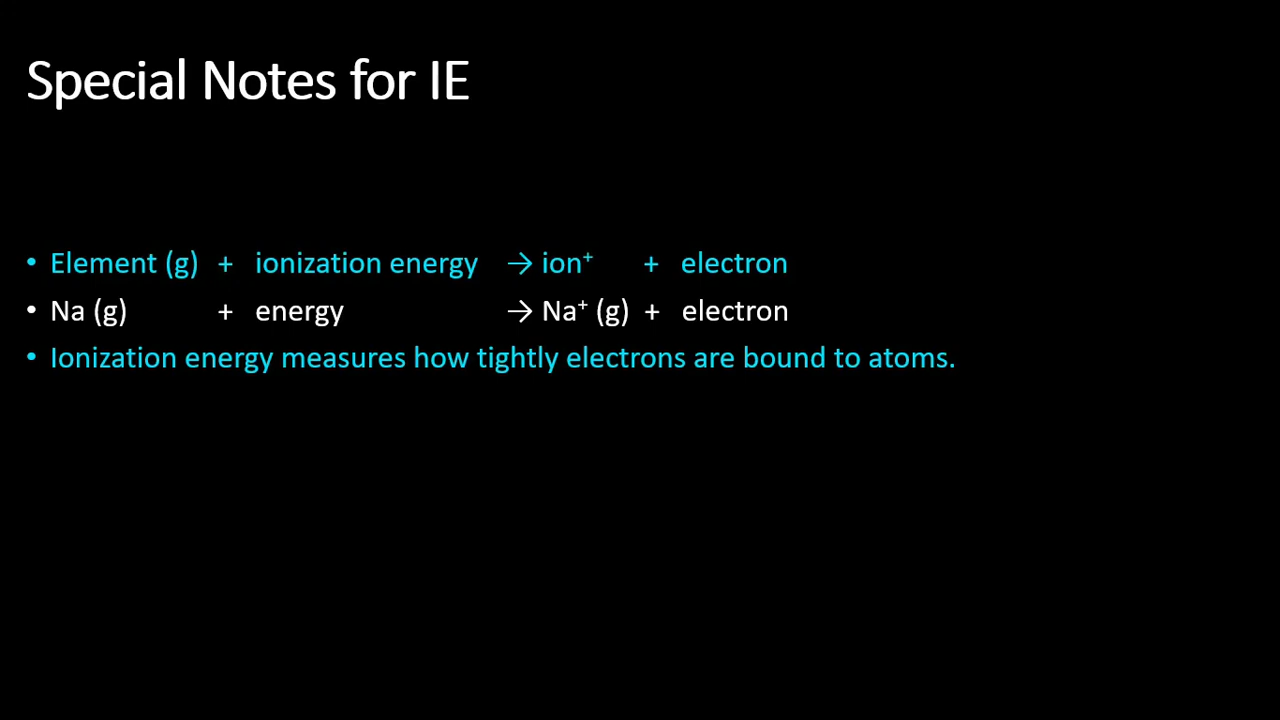 Special Notes for IE
• Element (g) + ionization energy → ion⁺ + electron
• Na (g) + energy → Na⁺ (g) + electron
• Ionization energy measures how tightly electrons are bound to atoms.